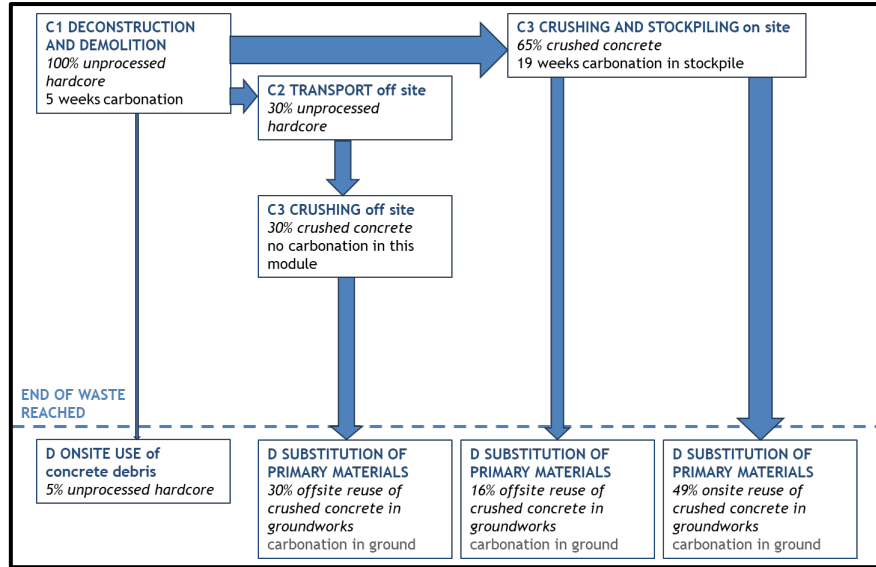 C1 DECONSTRUCTION
AND DEMOLITION
100% unprocessed
hardcore
5 weeks carbonation
C3 CRUSHING AND STOCKPILING on site
65% crushed concrete
19 weeks carbonation in stockpile
C2 TRANSPORT off site
30% unprocessed
hardcore
C3 CRUSHING off site
30% crushed concrete
no carbonation in this
module
END OF WASTE
REACHED
D ONSITE USE of
concrete debris
5% unprocessed hardcore
D SUBSTITUTION OF
PRIMARY MATERIALS
30% offsite reuse of
crushed concrete in
groundworks
carbonation in ground
D SUBSTITUTION OF
PRIMARY MATERIALS
16% offsite reuse of
crushed concrete in
groundworks
carbonation in ground
D SUBSTITUTION OF
PRIMARY MATERIALS
49% onsite reuse of
crushed concrete in
groundworks
carbonation in ground